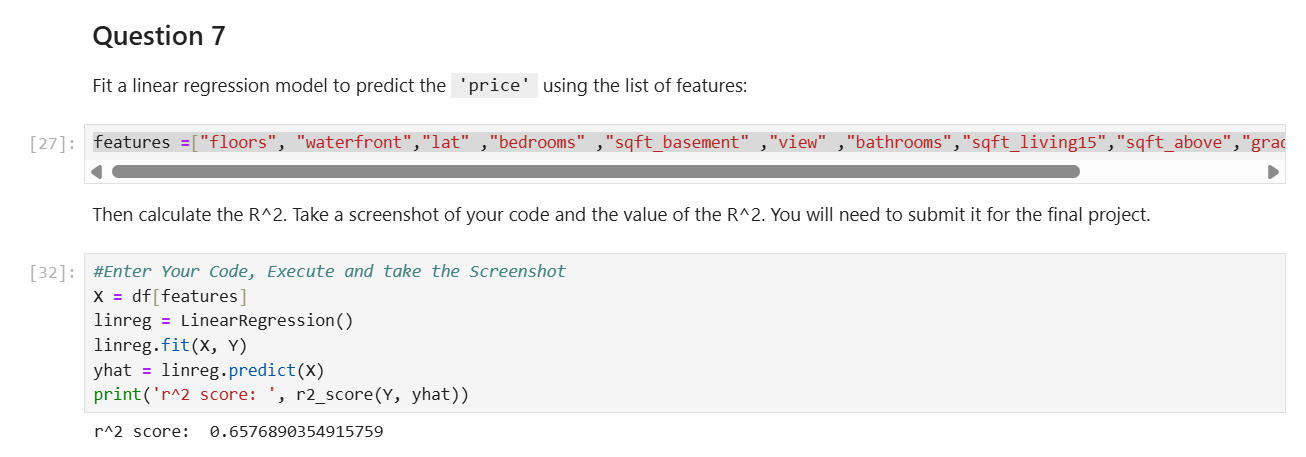 Question 7
Fit a linear regression model to predict the 'price' using the list of features:
[27]: features =["floors", "waterfront","lat" ,"bedrooms" ,"sqft_basement" ,"view" ,"bathrooms","sqft_living15","sqft_above","grad
Then calculate the R^2. Take a screenshot of your code and the value of the R^2. You will need to submit it for the final project.
[32]: #Enter Your Code, Execute and take the Screenshot
X = df[features]
linreg = LinearRegression()
linreg.fit(X, Y)
yhat = linreg.predict(X)
print('r^2 score: ', r2_score(Y, yhat))
r^2 score:  0.6576890354915759